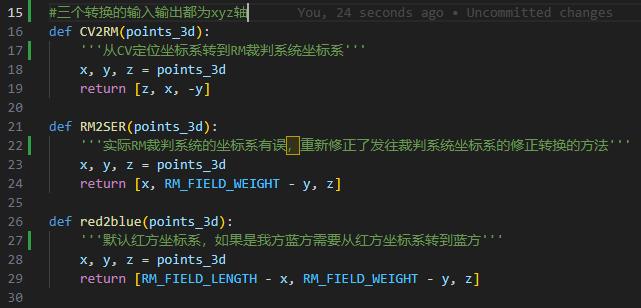 15 #三个转换的输入输出都为xyz轴 You, 24 seconds ago • Uncommitted changes
16 def CV2RM(points_3d):
17 '''从CV定位坐标系转到RM裁判系统坐标系'''
18 x, y, z = points_3d
19 return [z, x, -y]
20
21 def RM2SER(points_3d):
22 '''实际RM裁判系统的坐标系有误，重新修正了发往裁判系统坐标系的修正转换的方法'''
23 x, y, z = points_3d
24 return [x, RM_FIELD_WEIGHT - y, z]
25
26 def red2blue(points_3d):
27 '''默认红方坐标系，如果是我方蓝方需要从红方坐标系转到蓝方'''
28 x, y, z = points_3d
29 return [RM_FIELD_LENGTH - x, RM_FIELD_WEIGHT - y, z]
30